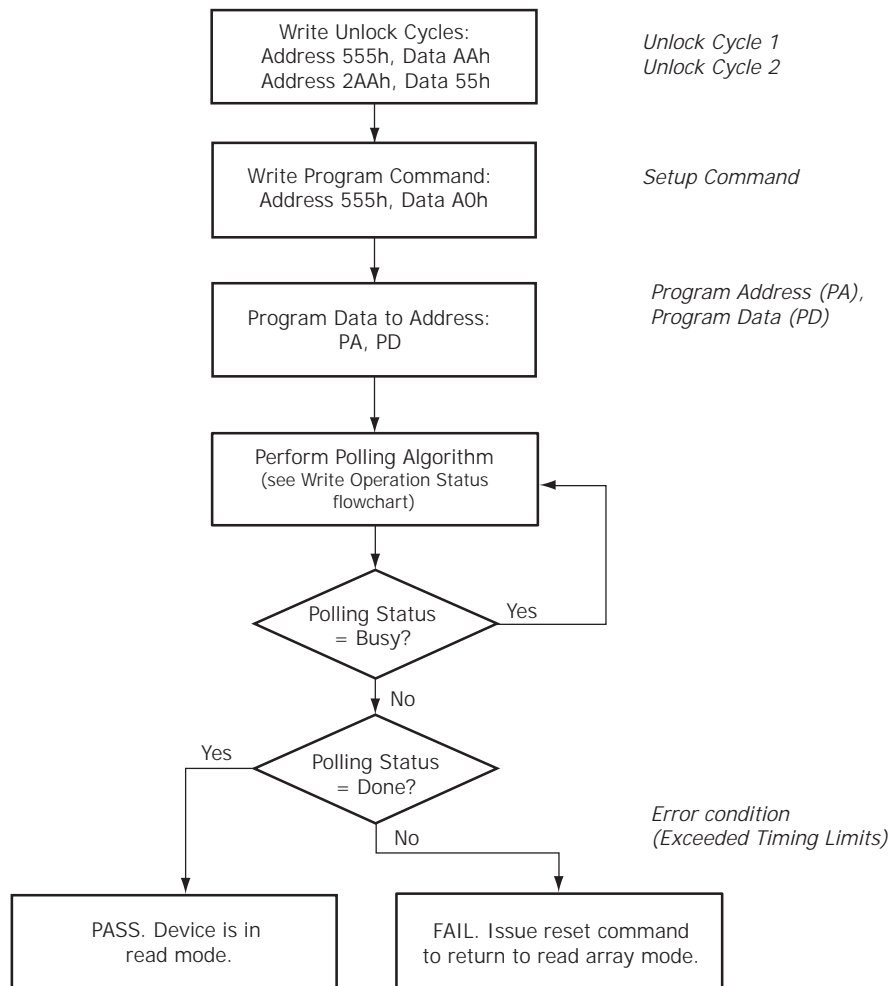 Write Unlock Cycles:
Address 555h, Data AAh
Address 2AAh, Data 55h
Unlock Cycle 1
Unlock Cycle 2
Write Program Command:
Address 555h, Data A0h
Setup Command
Program Data to Address:
PA, PD
Program Address (PA),
Program Data (PD)
Perform Polling Algorithm
(see Write Operation Status
flowchart)
Polling Status
= Busy?
Yes
No
Polling Status
= Done?
Yes
No
Error condition
(Exceeded Timing Limits)
PASS. Device is in
read mode.
FAIL. Issue reset command
to return to read array mode.